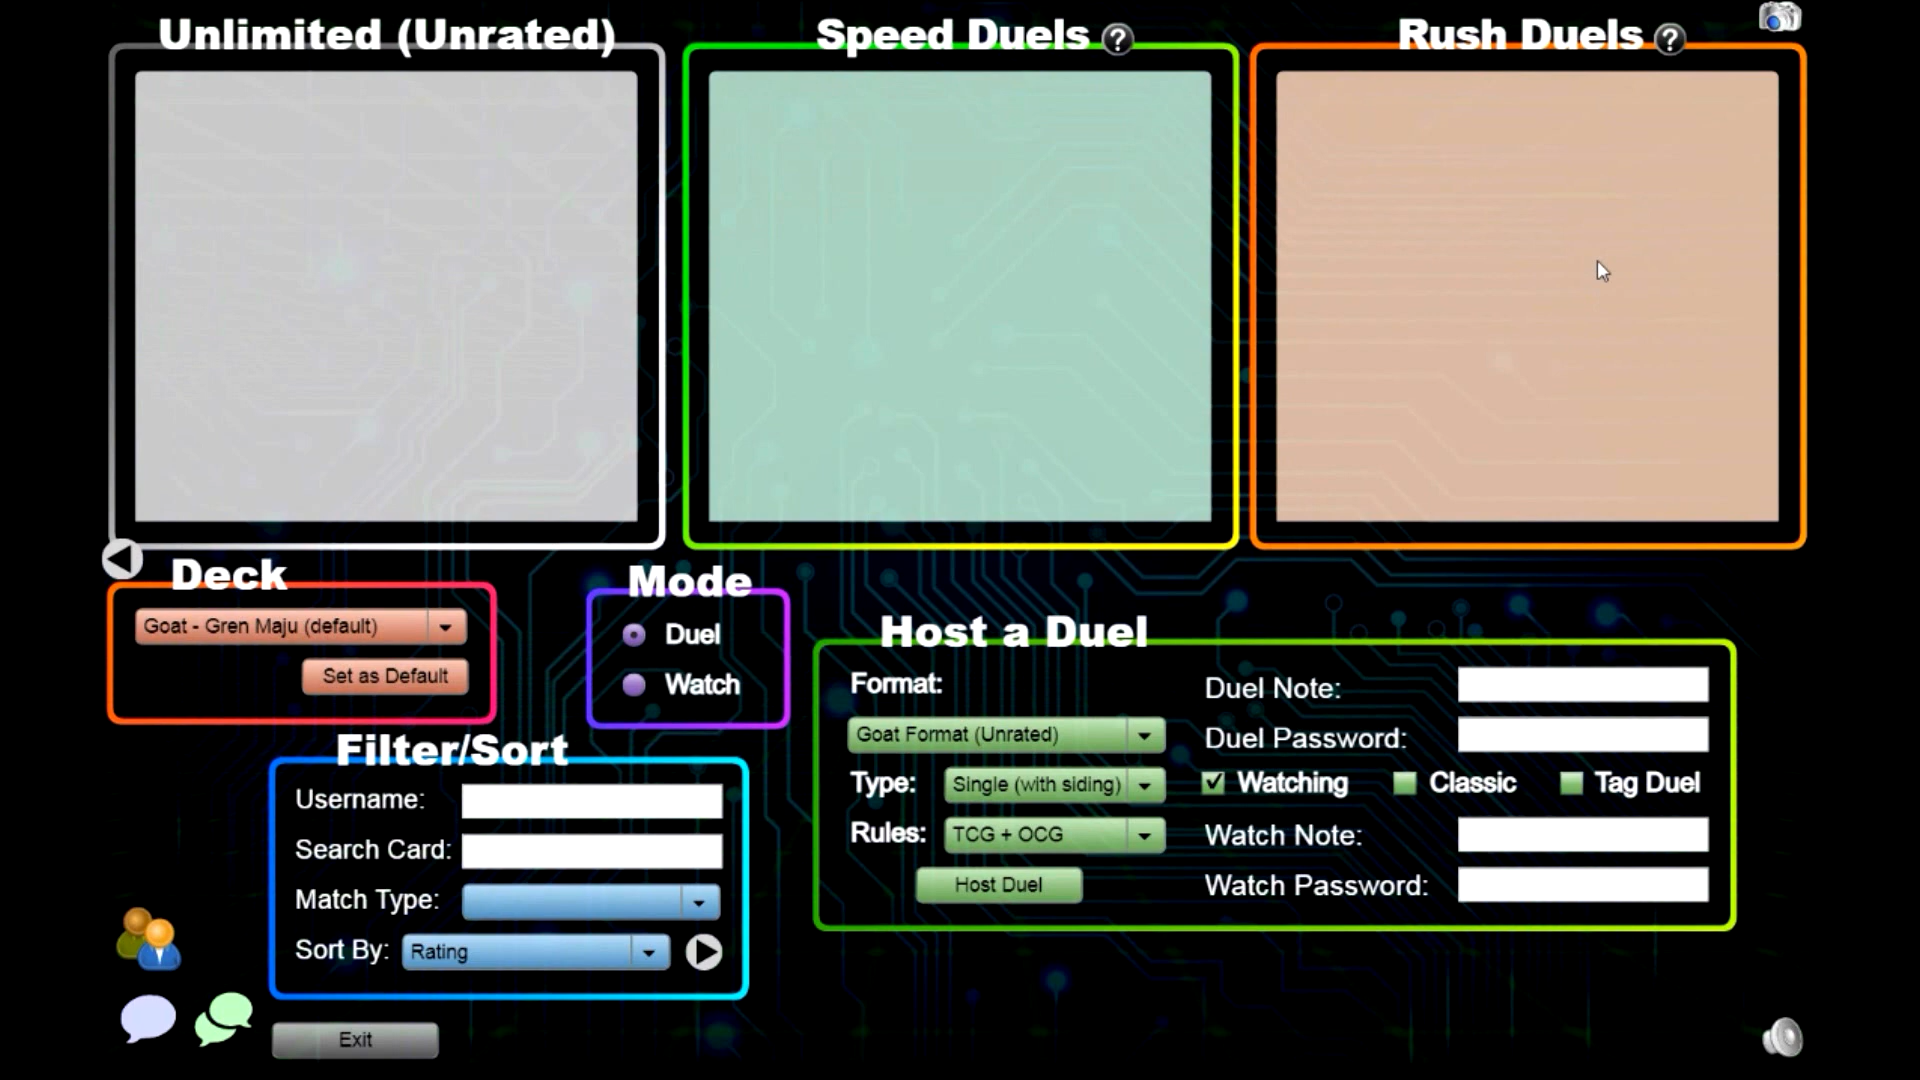 Unlimited (Unrated)
Speed Duels ?
Rush Duels ?
Deck
Goat - Gren Maju (default)
Set as Default
Mode
Duel
Watch
Filter/Sort
Username:
Search Card:
Match Type:
Sort By: Rating
Exit
Host a Duel
Format:
Goat Format (Unrated)
Type: Single (with siding)
Rules: TCG + OCG
Host Duel
Duel Note:
Duel Password:
Watching Classic Tag Duel
Watch Note:
Watch Password: